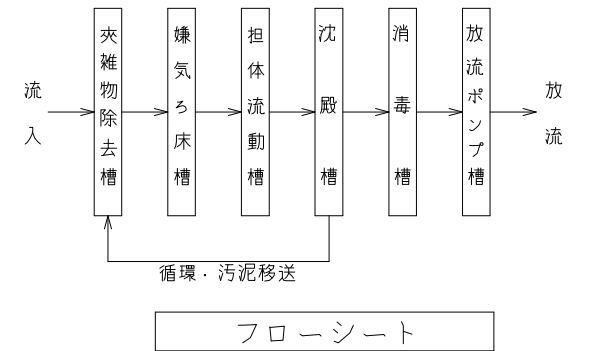 流入
夾雑物除去槽
嫌気ろ床槽
担体流動槽
沈殿槽
消毒槽
放流ポンプ槽
放流
循環・汚泥移送
フローシート